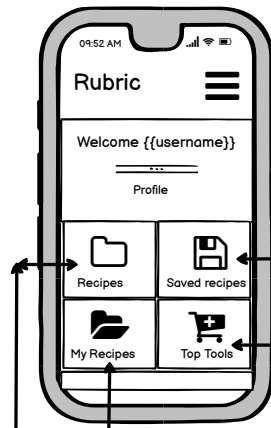 09:52 AM
Rubric
Welcome {{username}}
Profile
Recipes
Saved recipes
My Recipes
Top Tools